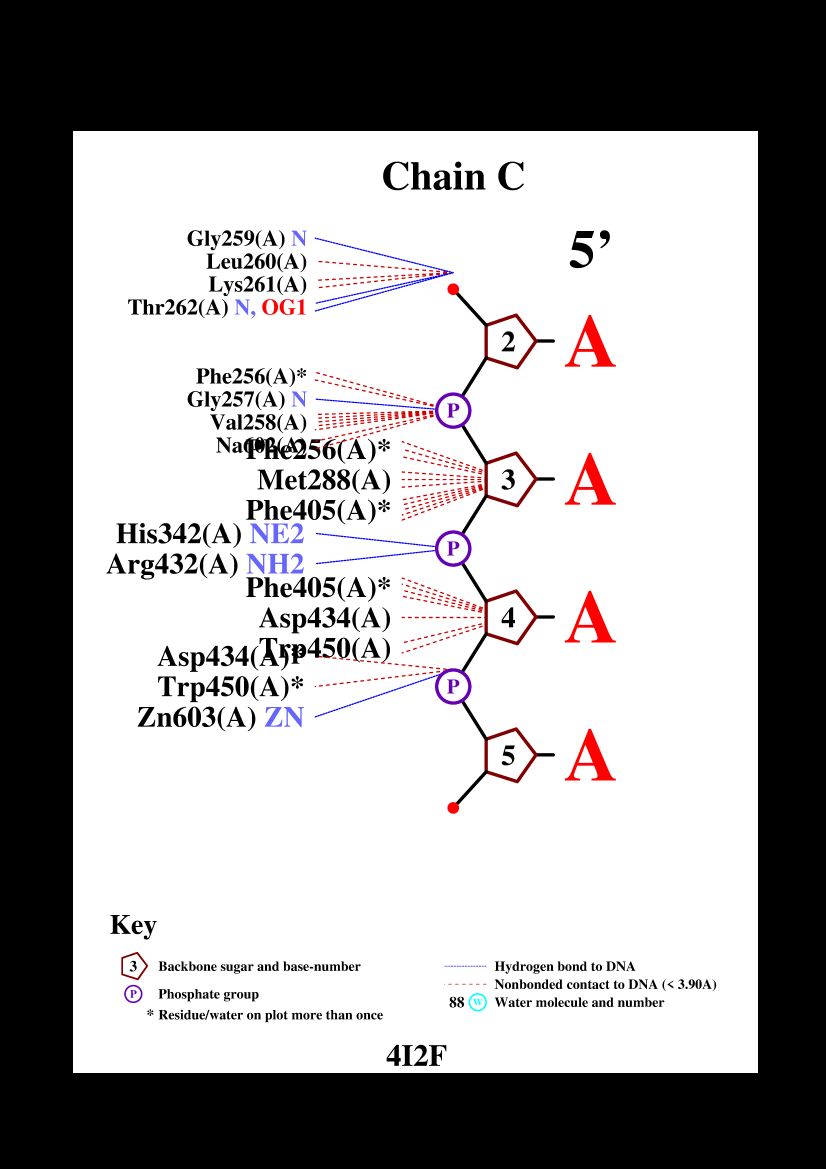 Chain C
5’
Gly259(A) N
Leu260(A)
Lys261(A)
Thr262(A) N, OG1
2 A
Phe256(A)*
Gly257(A) N
P
Val258(A)
Na602(A)
Phe256(A)*
Met288(A)
3 A
Phe405(A)*
His342(A) NE2
P
Arg432(A) NH2
Phe405(A)*
Asp434(A)
4 A
Trp450(A)
Asp434(A)*
Trp450(A)*
P
Zn603(A) ZN
5 A
Key
3 Backbone sugar and base-number
P Phosphate group
* Residue/water on plot more than once
Hydrogen bond to DNA
Nonbonded contact to DNA (< 3.90A)
88 W Water molecule and number
4I2F